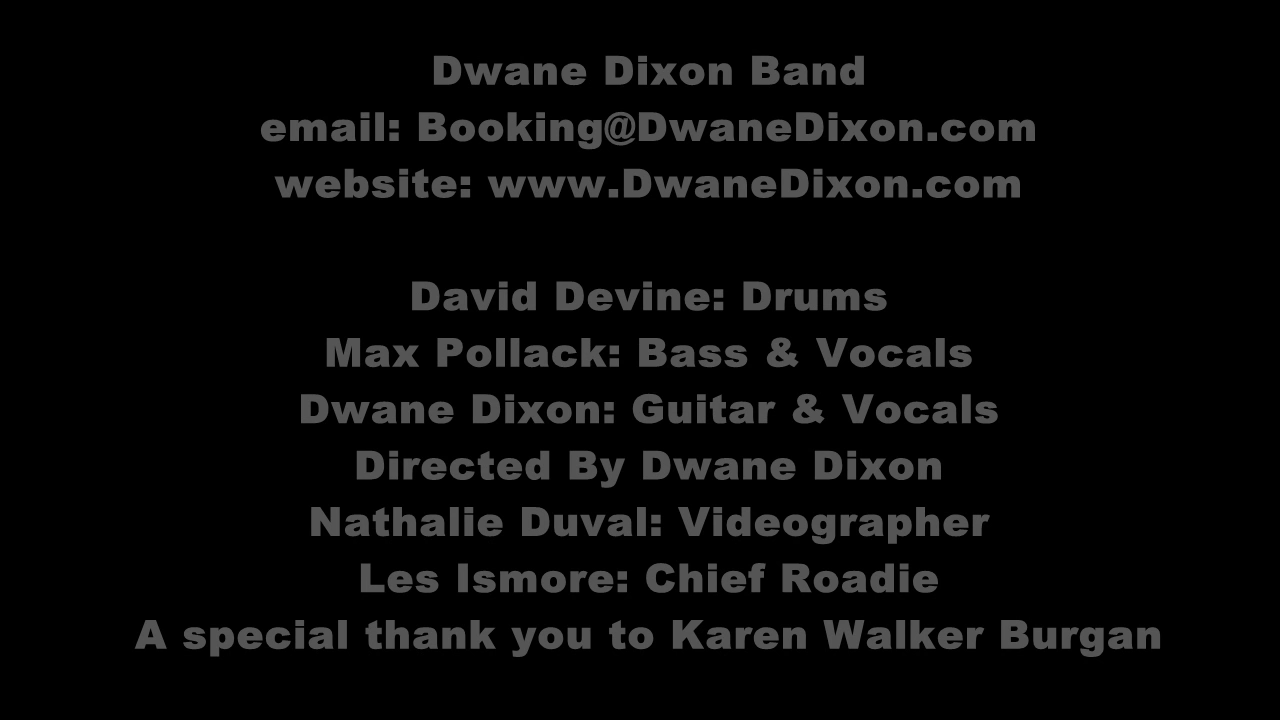 Dwane Dixon Band
email: Booking@DwaneDixon.com
website: www.DwaneDixon.com
David Devine: Drums
Max Pollack: Bass & Vocals
Dwane Dixon: Guitar & Vocals
Directed By Dwane Dixon
Nathalie Duval: Videographer
Les Ismore: Chief Roadie
A special thank you to Karen Walker Burgan